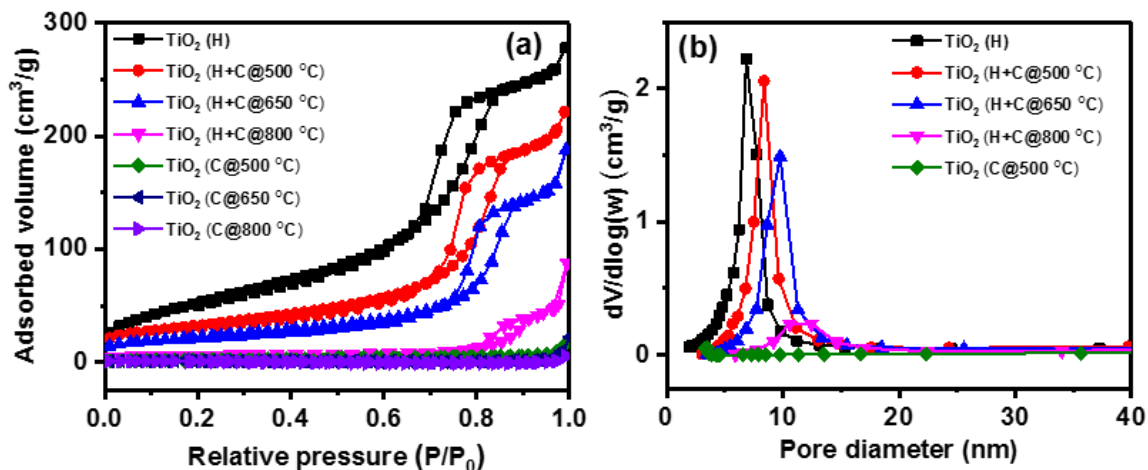 (a)
TiO₂ (H)
TiO₂ (H+C@500 °C)
TiO₂ (H+C@650 °C)
TiO₂ (H+C@800 °C)
TiO₂ (C@500 °C)
TiO₂ (C@650 °C)
TiO₂ (C@800 °C)
Adsorbed volume (cm³/g)
300
200
100
0
0.0 0.2 0.4 0.6 0.8 1.0
Relative pressure (P/P₀)
(b)
TiO₂ (H)
TiO₂ (H+C@500 °C)
TiO₂ (H+C@650 °C)
TiO₂ (H+C@800 °C)
TiO₂ (C@500 °C)
dV/dlog(w) (cm³/g)
2
1
0
0 10 20 30 40
Pore diameter (nm)